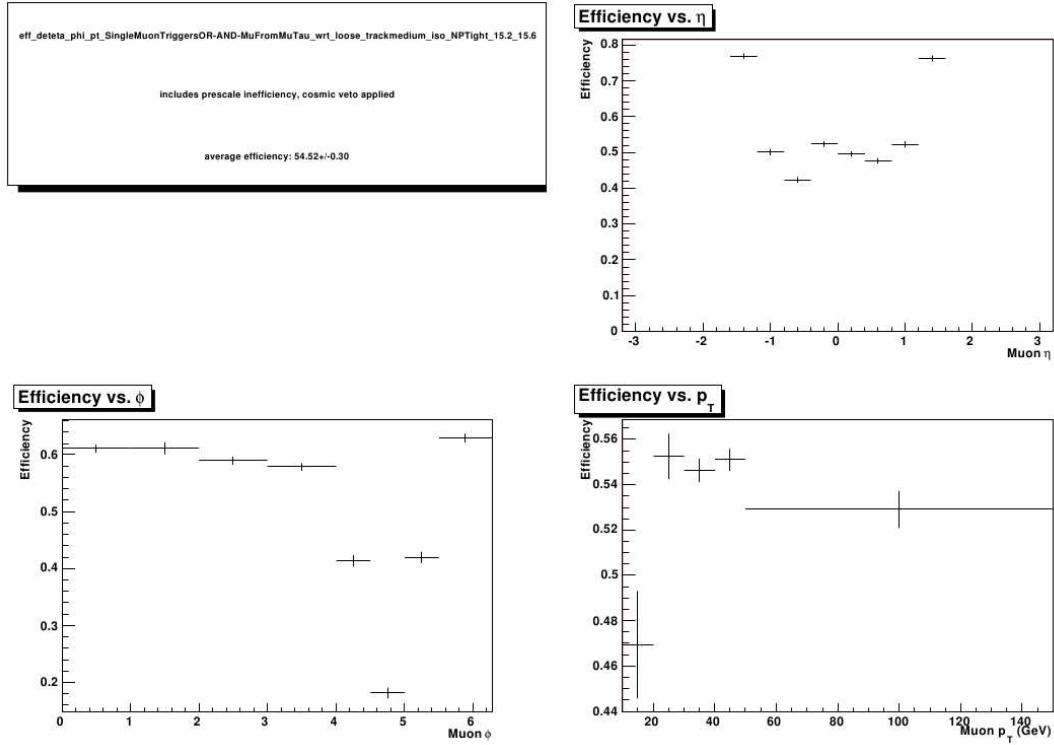 eff_deteta_phi_pt_SingleMuonTriggersOR-AND-MuFromMuTau_wrt_loose_trackmedium_iso_NPTight_15.2_15.6
includes prescale inefficiency, cosmic veto applied
average efficiency: 54.52+/-0.30
Efficiency vs. η
Efficiency
0.8
0.7
0.6
0.5
0.4
0.3
0.2
0.1
0
-3 -2 -1 0 1 2 3
Muon η
Efficiency vs. ϕ
Efficiency
0.6
0.5
0.4
0.3
0.2
0 1 2 3 4 5 6
Muon ϕ
Efficiency vs. p_T
Efficiency
0.56
0.54
0.52
0.5
0.48
0.46
0.44
20 40 60 80 100 120 140
Muon p_T (GeV)